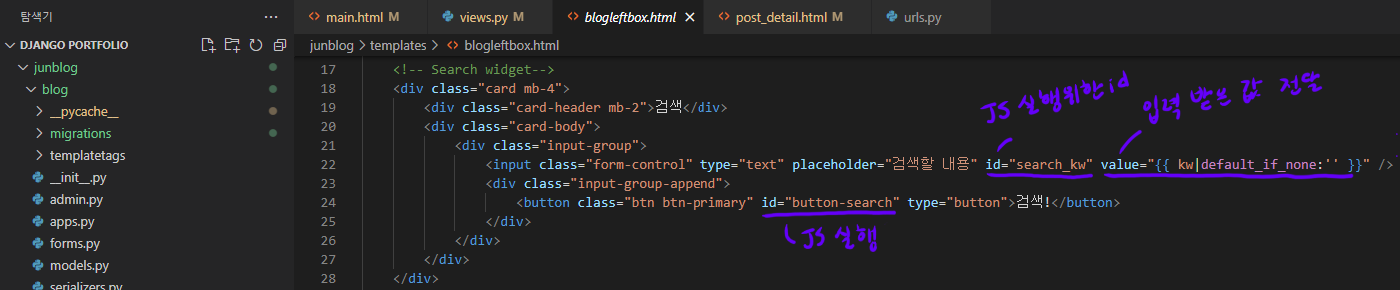 탐색기 ···
DJANGO PORTFOLIO
junblog
blog
__pycache__
migrations
templatetags
__init__.py
admin.py
apps.py
forms.py
models.py
serializers.py
main.html M
views.py M
blogleftbox.html
post_detail.html M
urls.py
junblog > templates > blogleftbox.html
17 <!-- Search widget-->
18 <div class="card mb-4">
19 <div class="card-header mb-2">검색</div>
20 <div class="card-body">
21 <div class="input-group">
22 <input class="form-control" type="text" placeholder="검색할 내용" id="search_kw" value="{{ kw|default_if_none:'' }}" />
23 <div class="input-group-append">
24 <button class="btn btn-primary" id="button-search" type="button">검색!</button>
25 </div>
26 </div>
27 </div>
28 </div>
JS 실행위한 id
입력 받은 값 전달
JS 실행